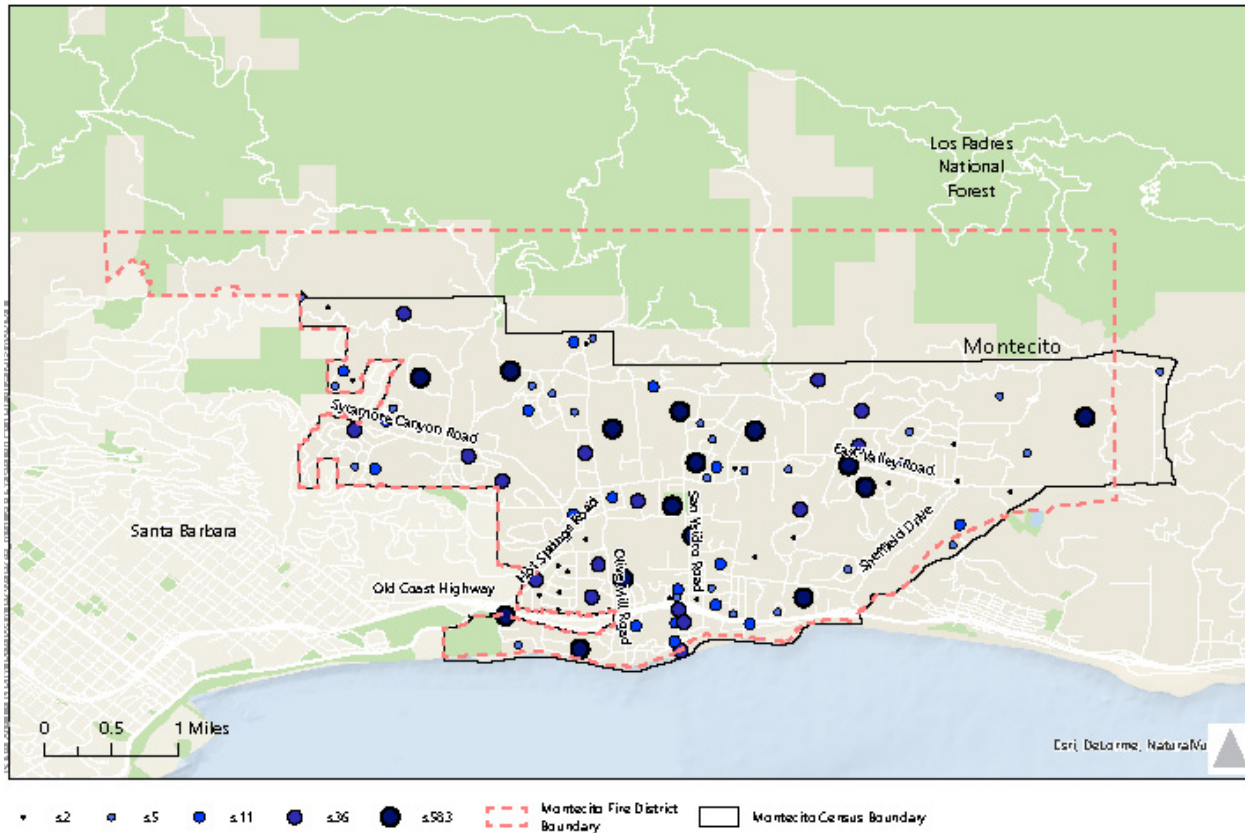 Los Padres
National
Forest
Montecito
Sycamore Canyon Road
East Valley Road
Santa Barbara
Hot Springs Road
San Ysidro Road
Sheffield Drive
Old Coast Highway
Olive Mill Road
0 0.5 1 Miles
Esri, DeLorme, NaturalVu
≤2 ≤5 ≤11 ≤36 ≤583 Montecito Fire District
Boundary
Montecito Census Boundary